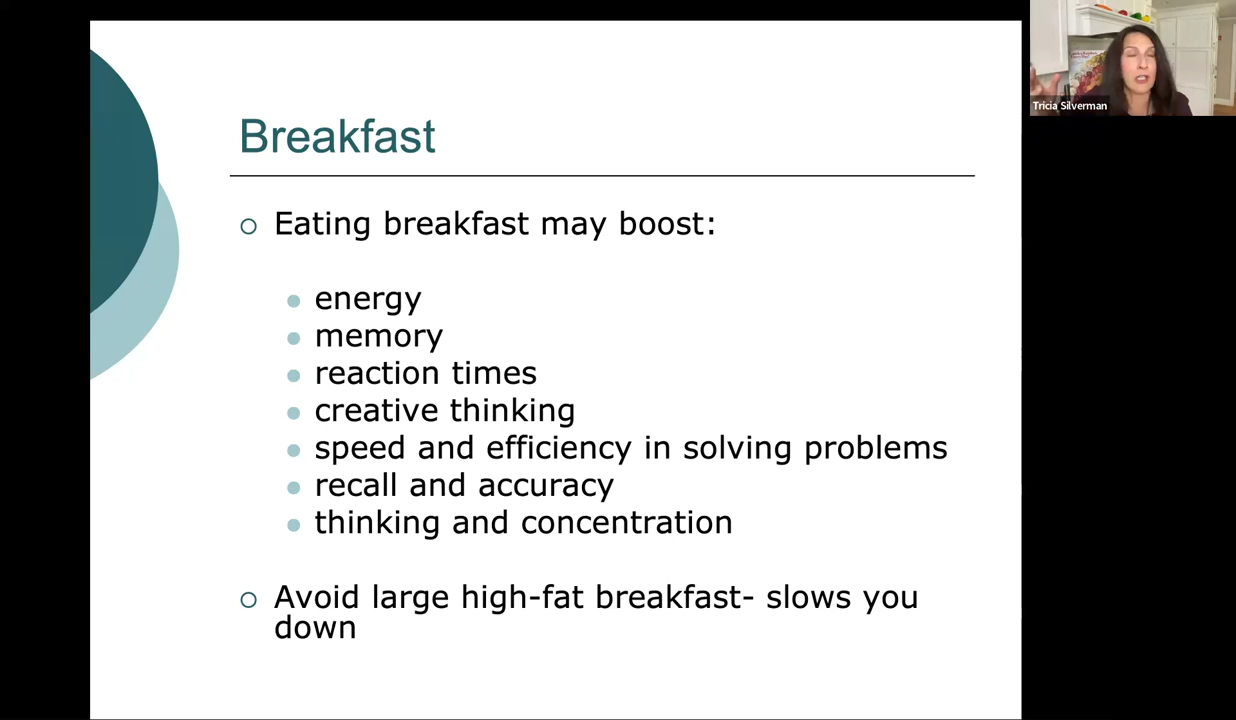 Breakfast
Eating breakfast may boost:
energy
memory
reaction times
creative thinking
speed and efficiency in solving problems
recall and accuracy
thinking and concentration
Avoid large high-fat breakfast- slows you
down
Tricia Silverman